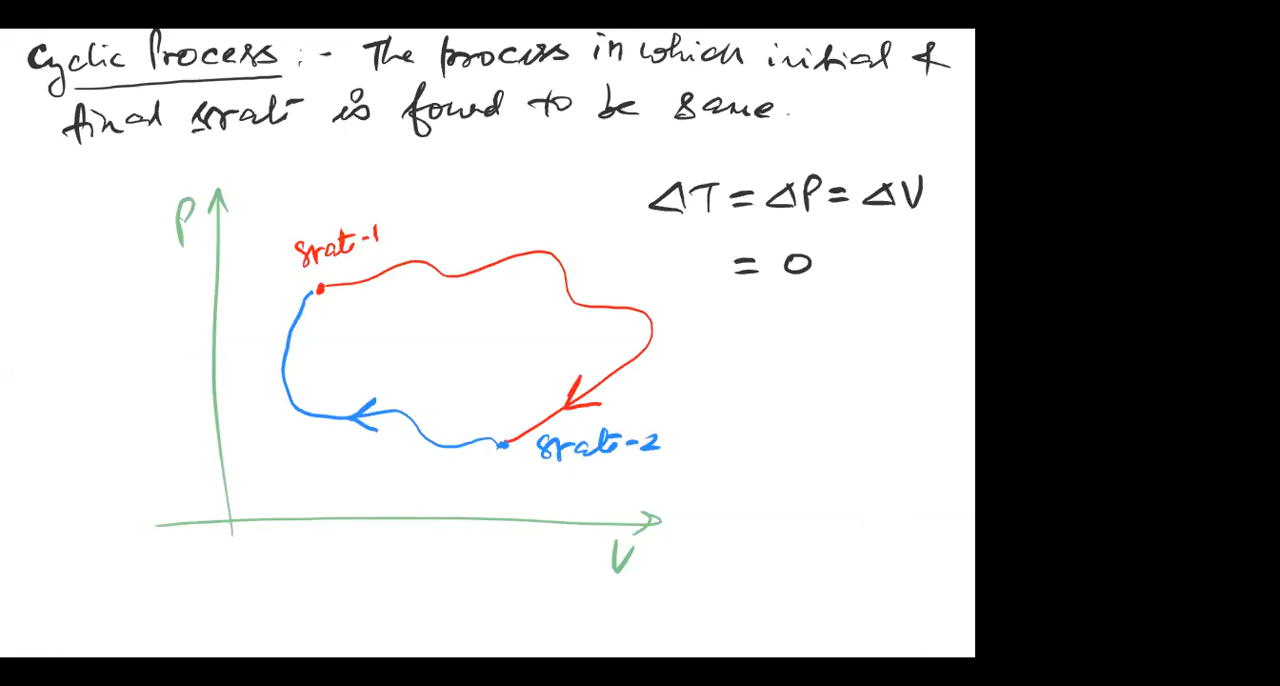 Cyclic Process :- The process in which initial &
final state is found to be same.
P
state-1
ΔT = ΔP = ΔV
= 0
state-2
V